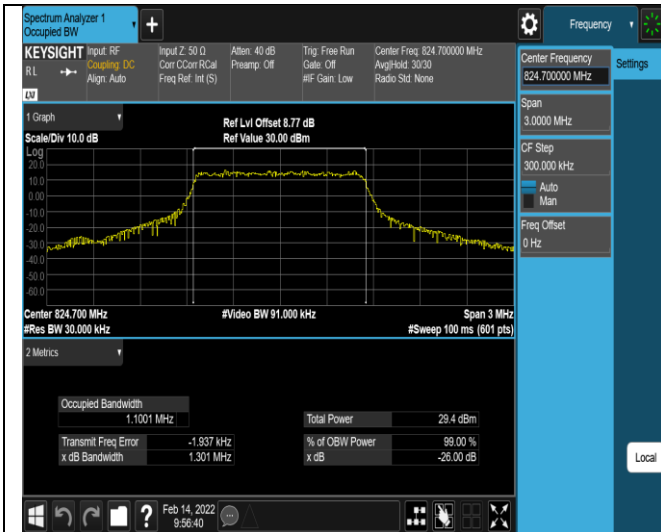 Spectrum Analyzer 1
Occupied BW
+
Frequency
KEYSIGHT
R L
LXI
Input: RF
Coupling: DC
Align: Auto
Input Z: 50 Ω
Corr CCorr RCal
Freq Ref: Int (S)
Atten: 40 dB
Preamp: Off
Trig: Free Run
Gate: Off
#IF Gain: Low
Center Freq: 824.700000 MHz
Avg|Hold: 30/30
Radio Std: None
Center Frequency
824.700000 MHz
Settings
Span
3.0000 MHz
CF Step
300.000 kHz
Auto
Man
Freq Offset
0 Hz
Local
1 Graph
Scale/Div 10.0 dB
Ref Lvl Offset 8.77 dB
Ref Value 30.00 dBm
Log
20.0
10.0
0.00
-10.0
-20.0
-30.0
-40.0
-50.0
-60.0
Center 824.700 MHz
#Video BW 91.000 kHz
Span 3 MHz
#Res BW 30.000 kHz
#Sweep 100 ms (601 pts)
2 Metrics
Occupied Bandwidth
1.1001 MHz
Total Power
29.4 dBm
Transmit Freq Error
-1.937 kHz
% of OBW Power
99.00 %
x dB Bandwidth
1.301 MHz
x dB
-26.00 dB
?
Feb 14, 2022
9:56:40